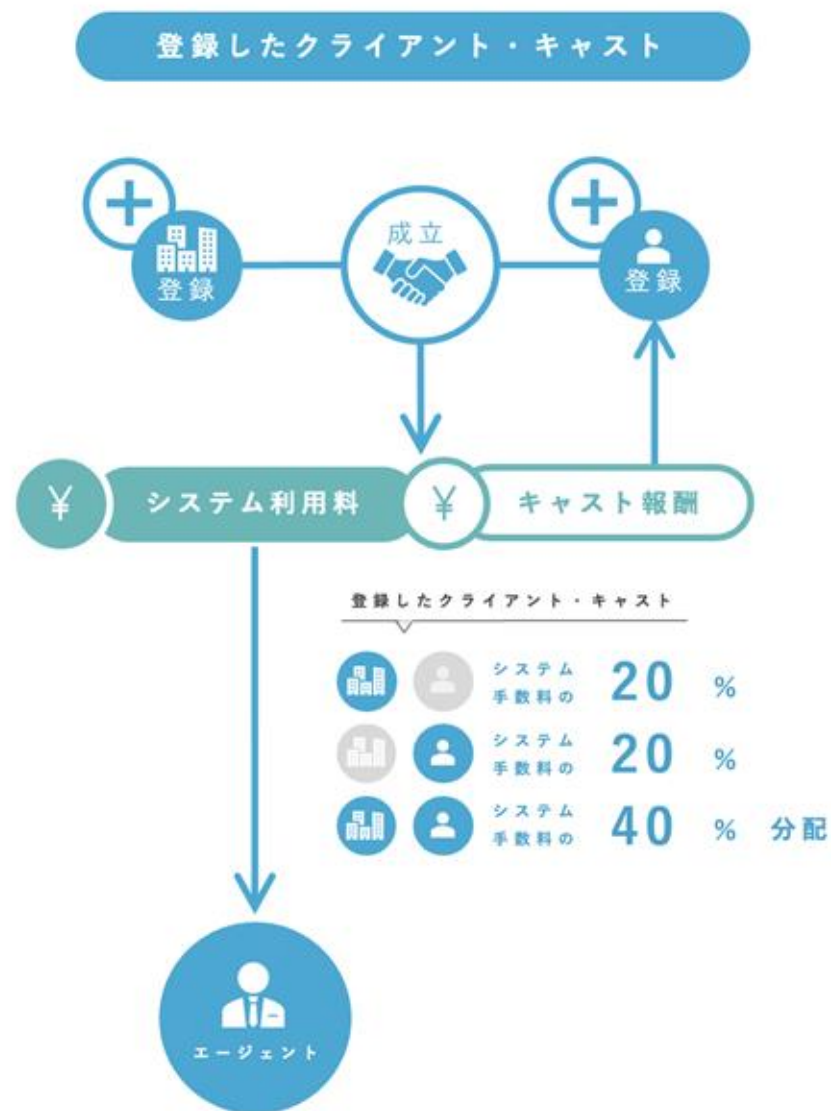 登録したクライアント・キャスト
成立
登録
登録
¥ システム利用料
¥ キャスト報酬
登録したクライアント・キャスト
システム
手数料の 20 %
システム
手数料の 20 %
システム
手数料の 40 % 分配
エージェント